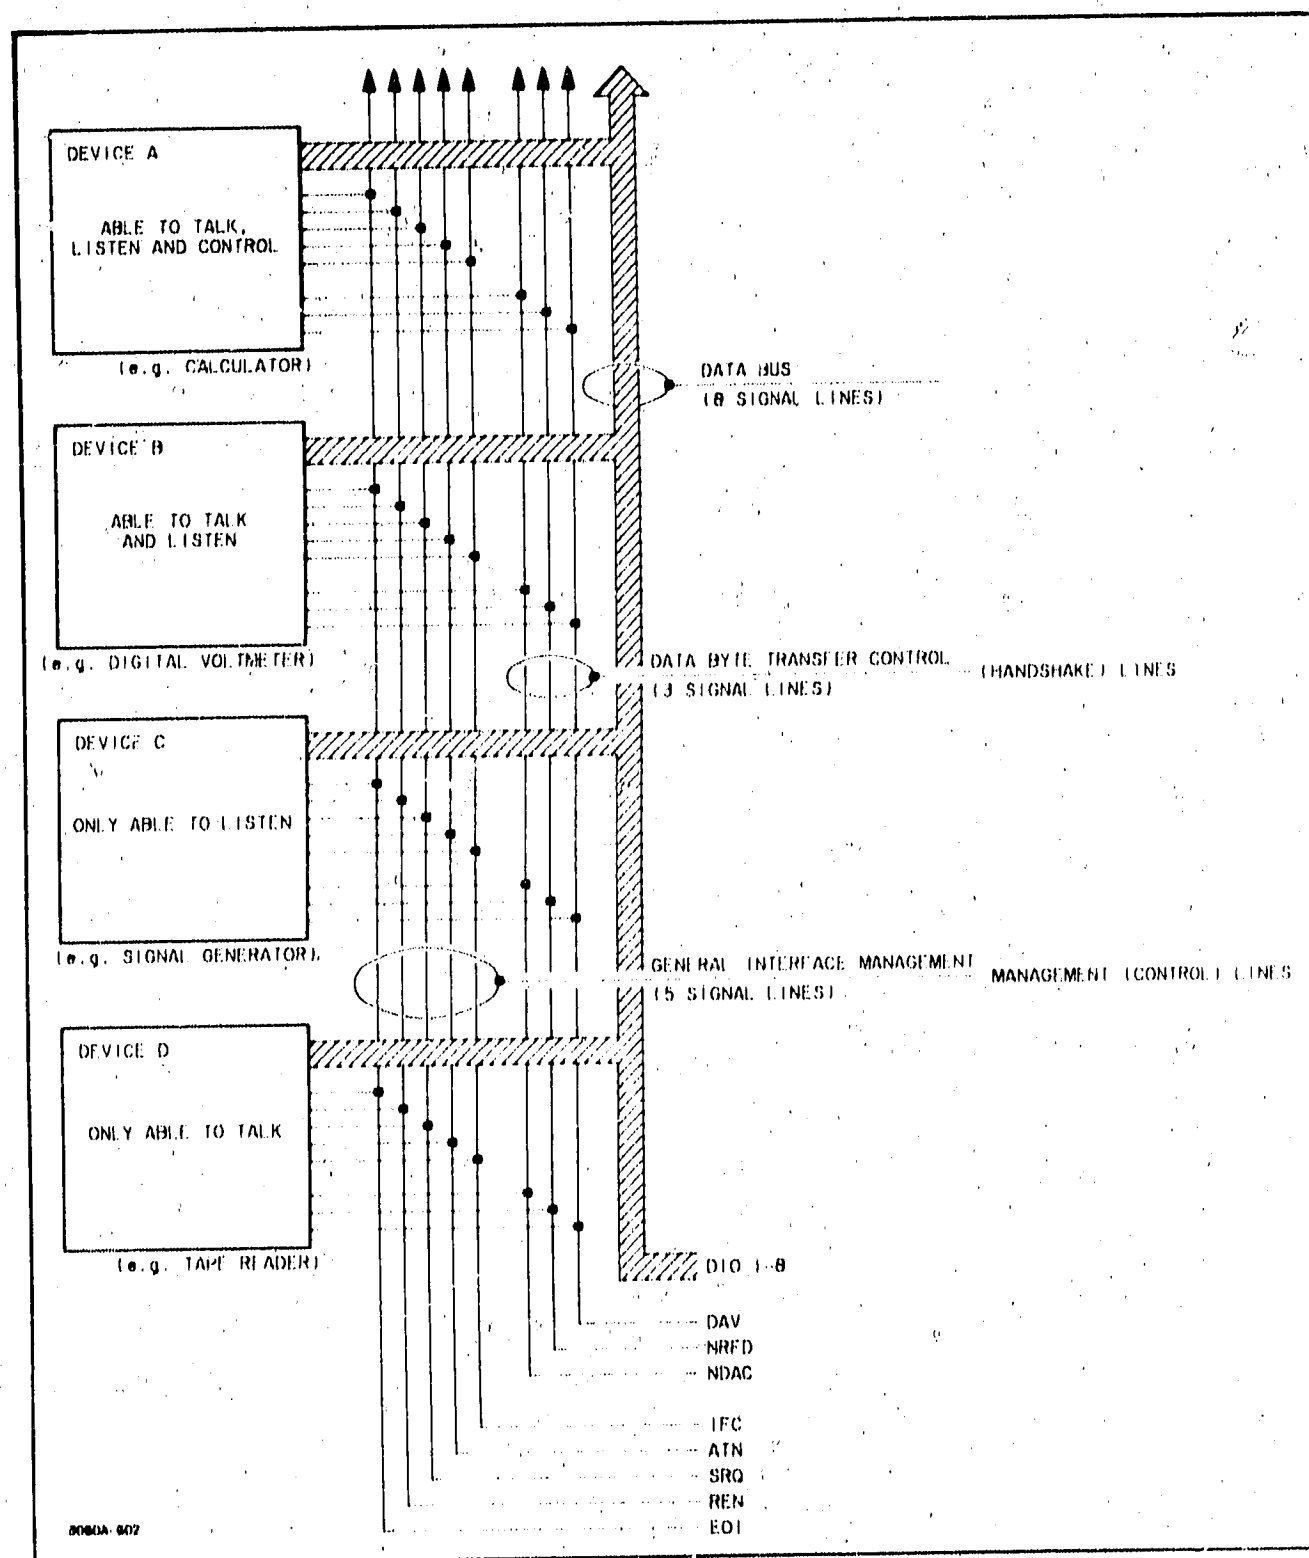 DEVICE A
ABLE TO TALK,
LISTEN AND CONTROL
(e.g. CALCULATOR)
DATA BUS
(8 SIGNAL LINES)
DEVICE B
ABLE TO TALK
AND LISTEN
(e.g. DIGITAL VOLTMETER)
DATA BYTE TRANSFER CONTROL
(3 SIGNAL LINES)
(HANDSHAKE) LINES
DEVICE C
ONLY ABLE TO LISTEN
(e.g. SIGNAL GENERATOR)
GENERAL INTERFACE MANAGEMENT
(5 SIGNAL LINES)
MANAGEMENT (CONTROL) LINES
DEVICE D
ONLY ABLE TO TALK
(e.g. TAPE READER)
DIO 1-8
DAV
NRFD
NDAC
IFC
ATN
SRQ
REN
EOI